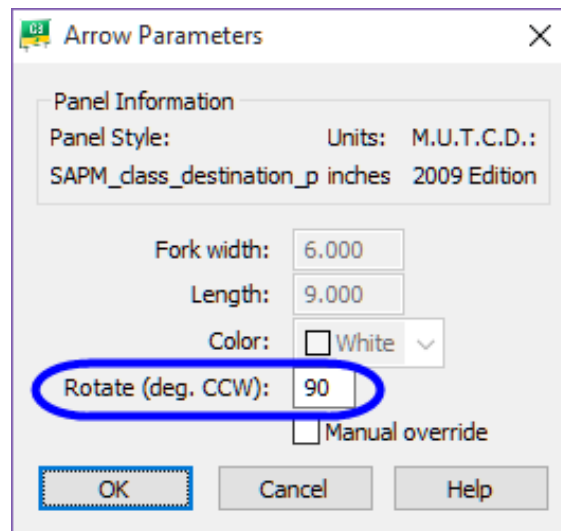 Arrow Parameters
Panel Information
Panel Style: Units: M.U.T.C.D.:
SAPM_class_destination_p inches 2009 Edition
Fork width: 6.000
Length: 9.000
Color: White
Rotate (deg. CCW): 90
Manual override
OK Cancel Help